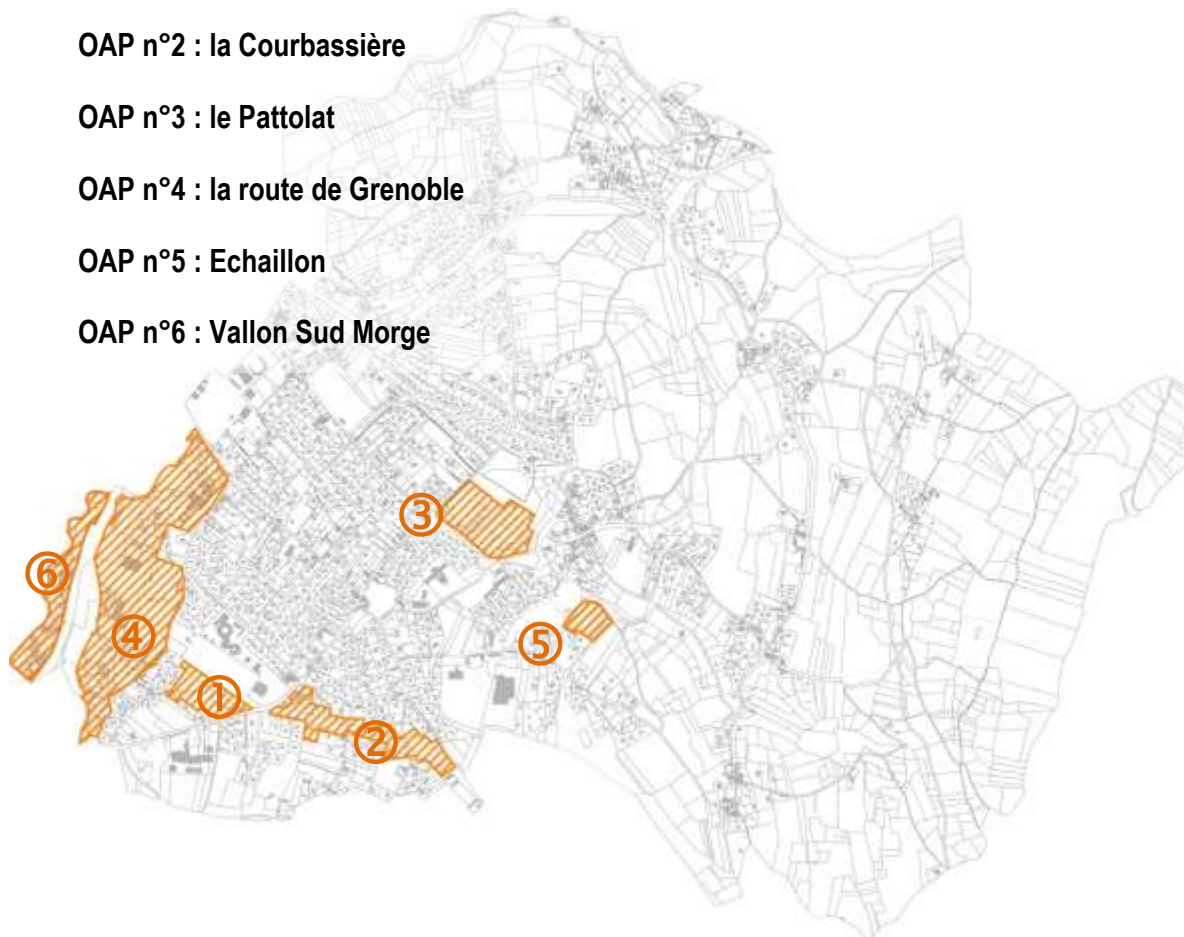 OAP n°2 : la Courbassière
OAP n°3 : le Pattolat
OAP n°4 : la route de Grenoble
OAP n°5 : Echaillon
OAP n°6 : Vallon Sud Morge
③
⑥
④
⑤
①
②